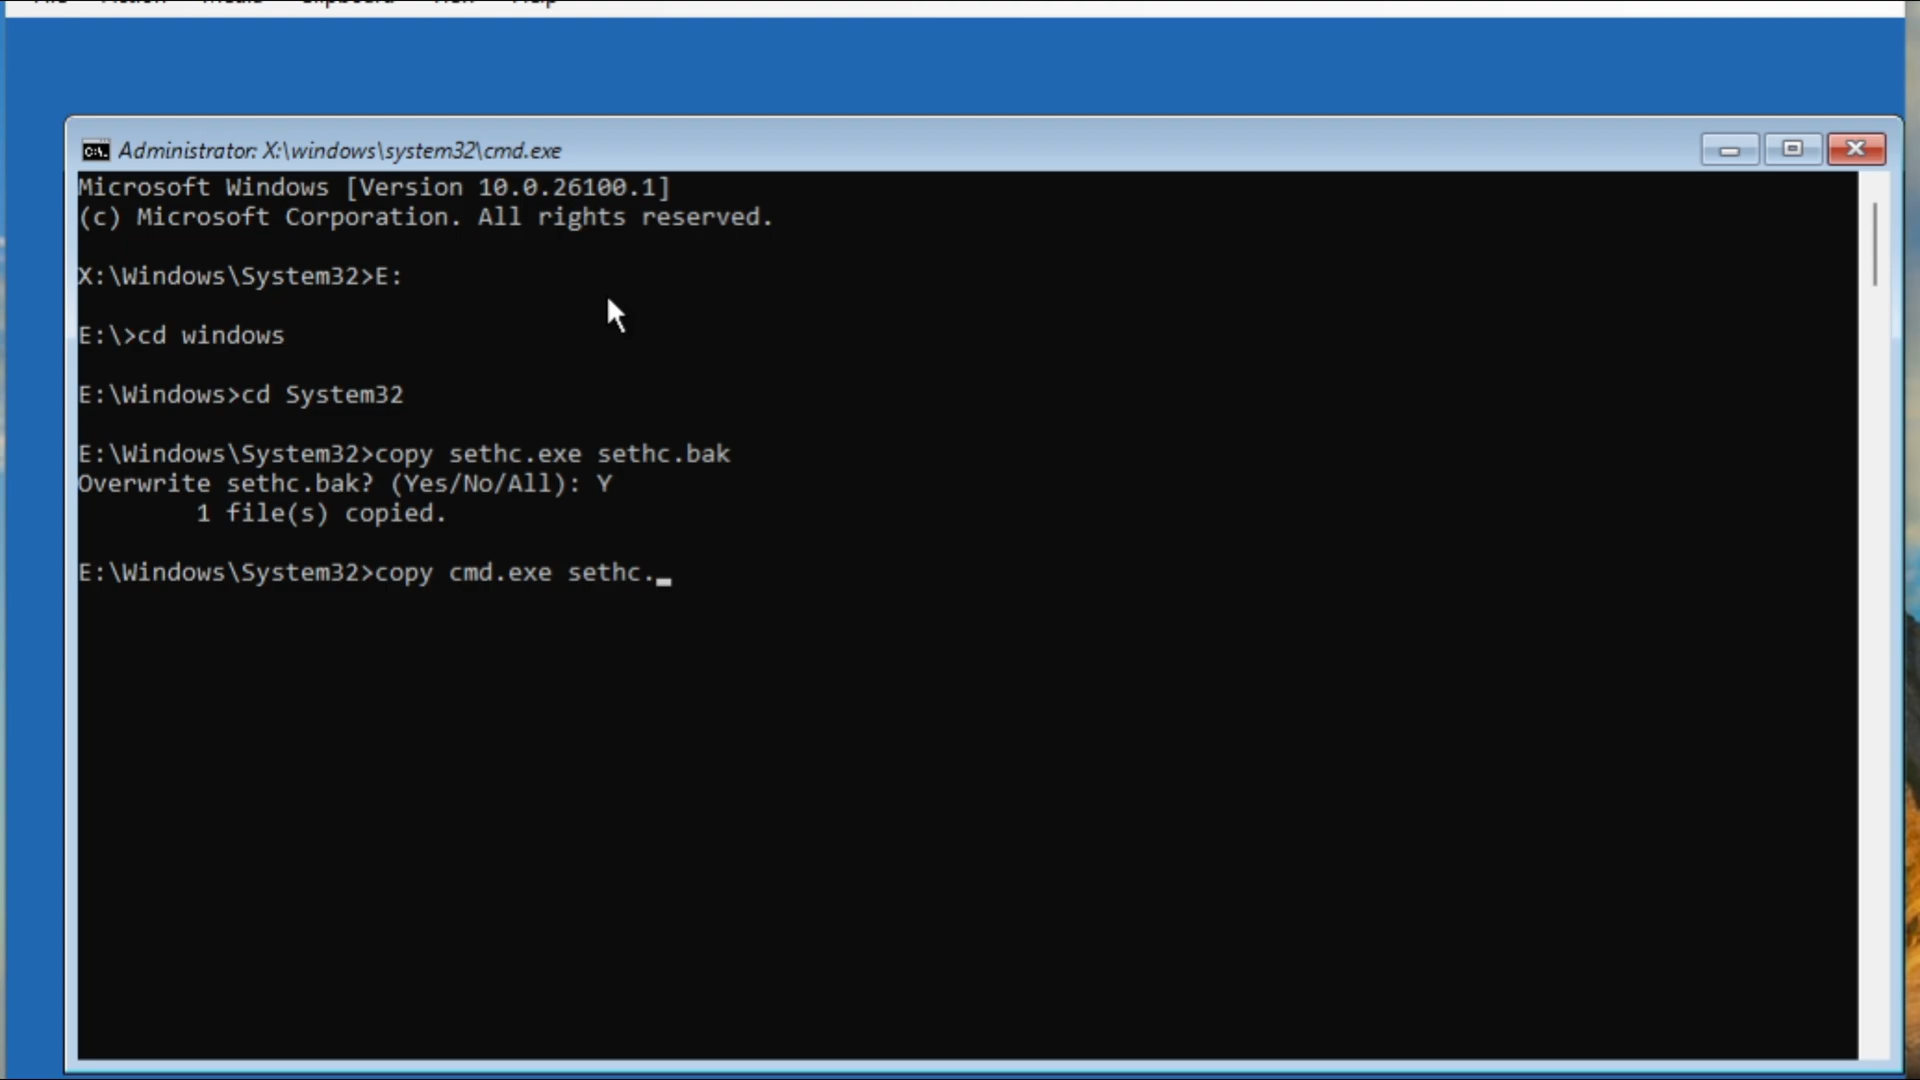 Administrator: X:\windows\system32\cmd.exe
Microsoft Windows [Version 10.0.26100.1]
(c) Microsoft Corporation. All rights reserved.
X:\Windows\System32>E:
E:\>cd windows
E:\Windows>cd System32
E:\Windows\System32>copy sethc.exe sethc.bak
Overwrite sethc.bak? (Yes/No/All): Y
1 file(s) copied.
E:\Windows\System32>copy cmd.exe sethc.